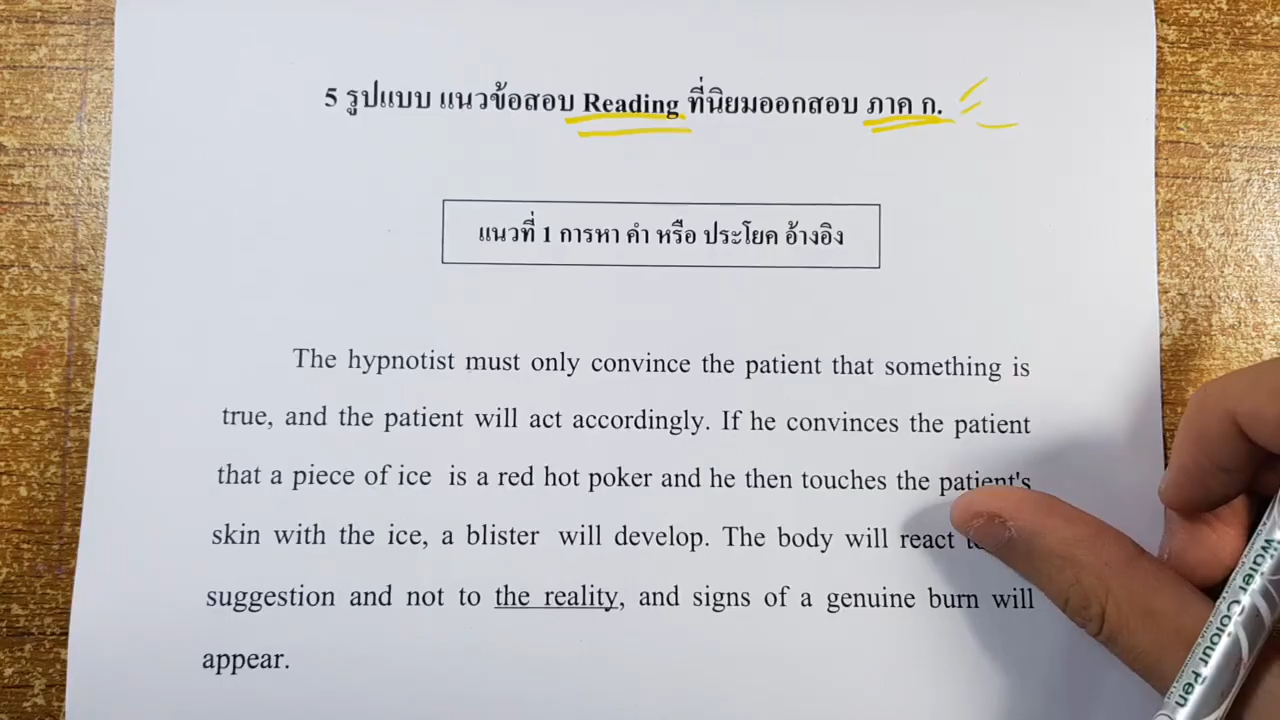 5 รูปแบบ แนวข้อสอบ Reading ที่นิยมออกสอบ ภาค ก.
แนวที่ 1 การหา คำ หรือ ประโยค อ้างอิง
The hypnotist must only convince the patient that something is
true, and the patient will act accordingly. If he convinces the patient
that a piece of ice is a red hot poker and he then touches the patient's
skin with the ice, a blister will develop. The body will react
suggestion and not to the reality, and signs of a genuine burn will
appear.
Water Colour Pen